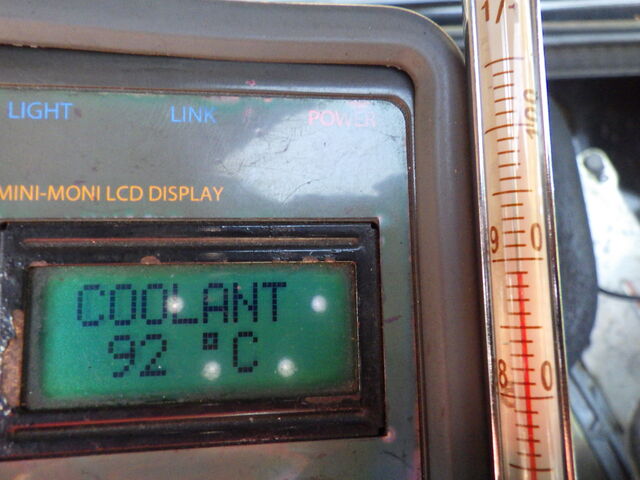 LIGHT LINK POWER
MINI-MONI LCD DISPLAY
COOLANT
92 °C
100
90
80